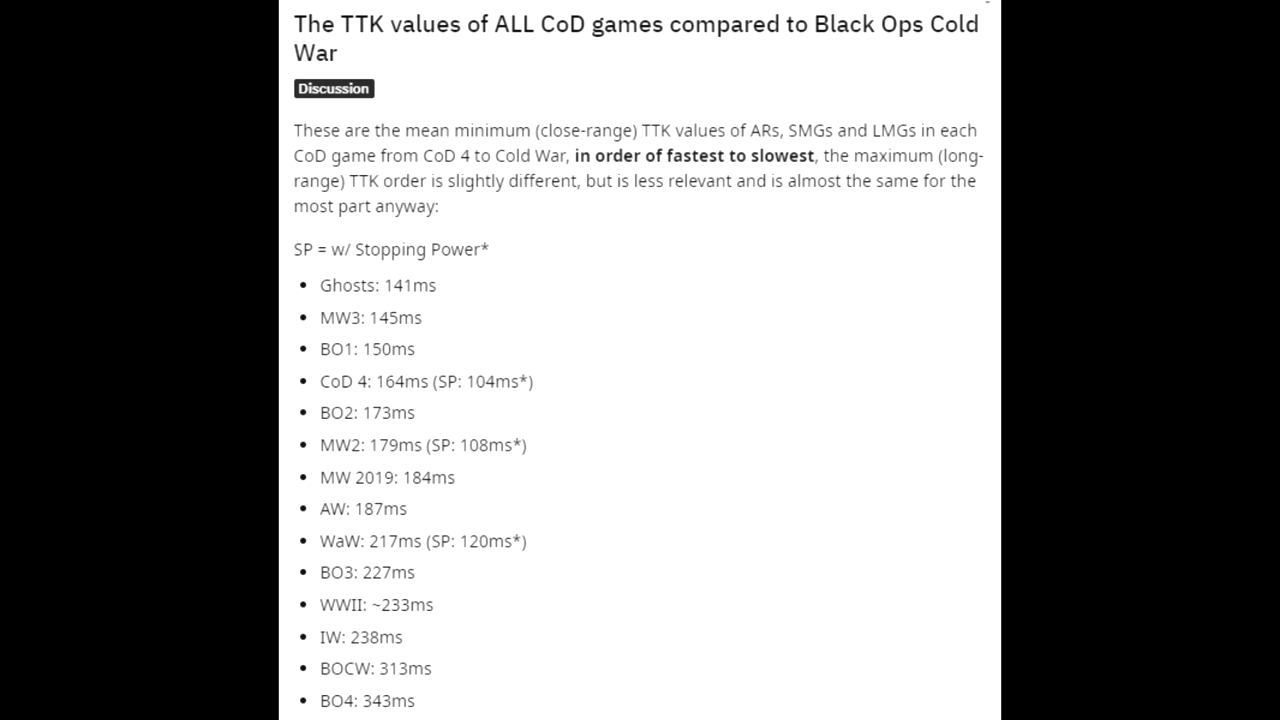 The TTK values of ALL CoD games compared to Black Ops Cold
War
Discussion
These are the mean minimum (close-range) TTK values of ARs, SMGs and LMGs in each
CoD game from CoD 4 to Cold War, in order of fastest to slowest, the maximum (long-
range) TTK order is slightly different, but is less relevant and is almost the same for the
most part anyway:
SP = w/ Stopping Power*
• Ghosts: 141ms
• MW3: 145ms
• BO1: 150ms
• CoD 4: 164ms (SP: 104ms*)
• BO2: 173ms
• MW2: 179ms (SP: 108ms*)
• MW 2019: 184ms
• AW: 187ms
• WaW: 217ms (SP: 120ms*)
• BO3: 227ms
• WWII: ~233ms
• IW: 238ms
• BOCW: 313ms
• BO4: 343ms